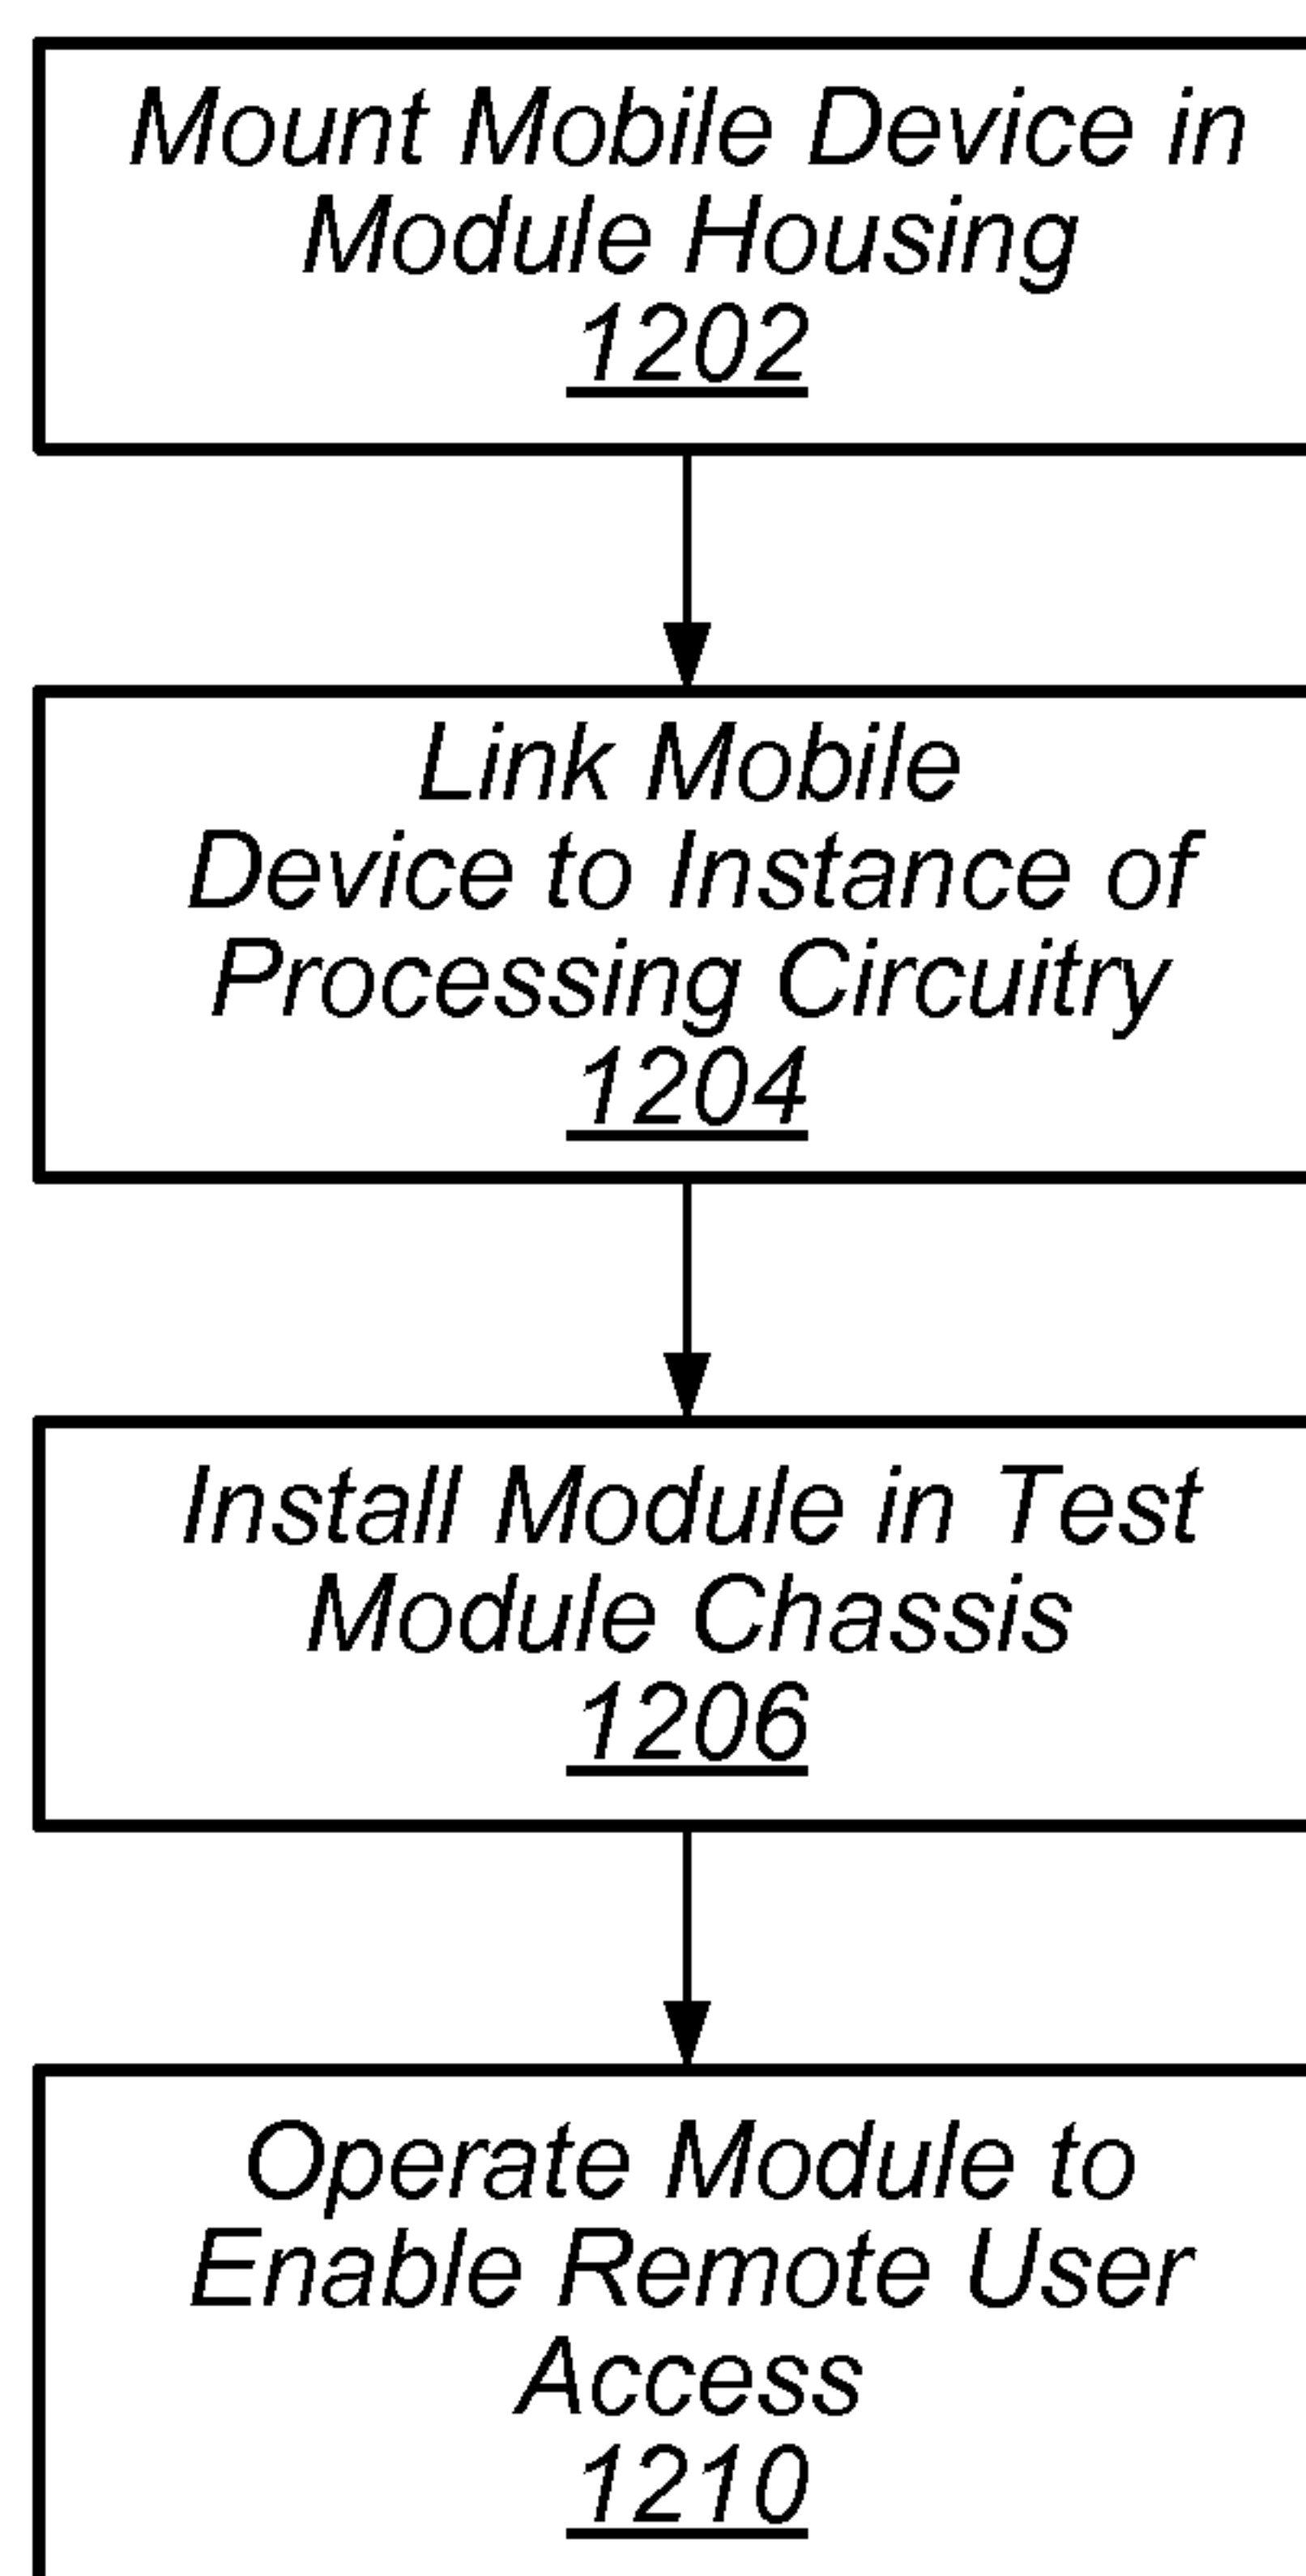 Mount Mobile Device in
Module Housing
1202
Link Mobile
Device to Instance of
Processing Circuitry
1204
Install Module in Test
Module Chassis
1206
Operate Module to
Enable Remote User
Access
1210